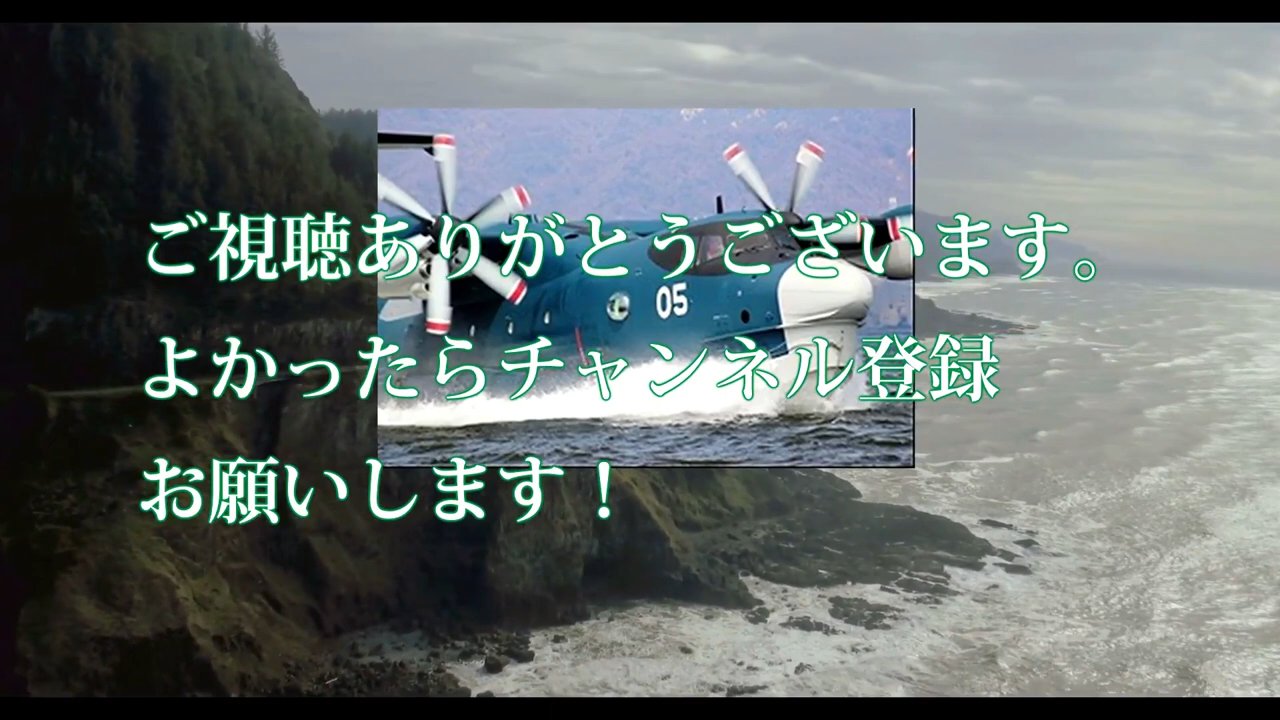 ご視聴ありがとうございます。
05
よかったらチャンネル登録
お願いします！